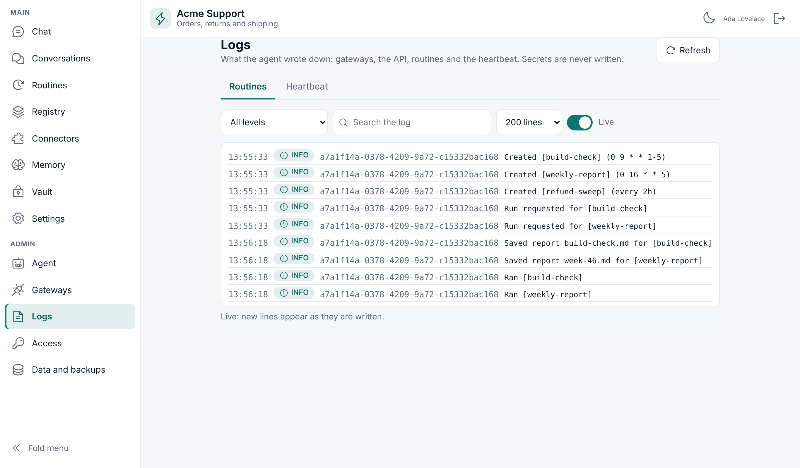 MAIN
Chat
Conversations
Routines
Registry
Connectors
Memory
Vault
Settings
ADMIN
Agent
Gateways
Logs
Access
Data and backups
Fold menu
Acme Support
Orders, returns and shipping
Ada Lovelace
Logs
What the agent wrote down: gateways, the API, routines and the heartbeat. Secrets are never written.
Refresh
Routines Heartbeat
All levels Search the log 200 lines Live
13:55:33 INFO a7a1f14a-0378-4209-9a72-c15332bac168 Created [build-check] (0 9 * * 1-5)
13:55:33 INFO a7a1f14a-0378-4209-9a72-c15332bac168 Created [weekly-report] (0 16 * * 5)
13:55:33 INFO a7a1f14a-0378-4209-9a72-c15332bac168 Created [refund-sweep] (every 2h)
13:55:33 INFO a7a1f14a-0378-4209-9a72-c15332bac168 Run requested for [build-check]
13:55:33 INFO a7a1f14a-0378-4209-9a72-c15332bac168 Run requested for [weekly-report]
13:56:18 INFO a7a1f14a-0378-4209-9a72-c15332bac168 Saved report build-check.md for [build-check]
13:56:18 INFO a7a1f14a-0378-4209-9a72-c15332bac168 Saved report week-46.md for [weekly-report]
13:56:18 INFO a7a1f14a-0378-4209-9a72-c15332bac168 Ran [build-check]
13:56:18 INFO a7a1f14a-0378-4209-9a72-c15332bac168 Ran [weekly-report]
Live: new lines appear as they are written.